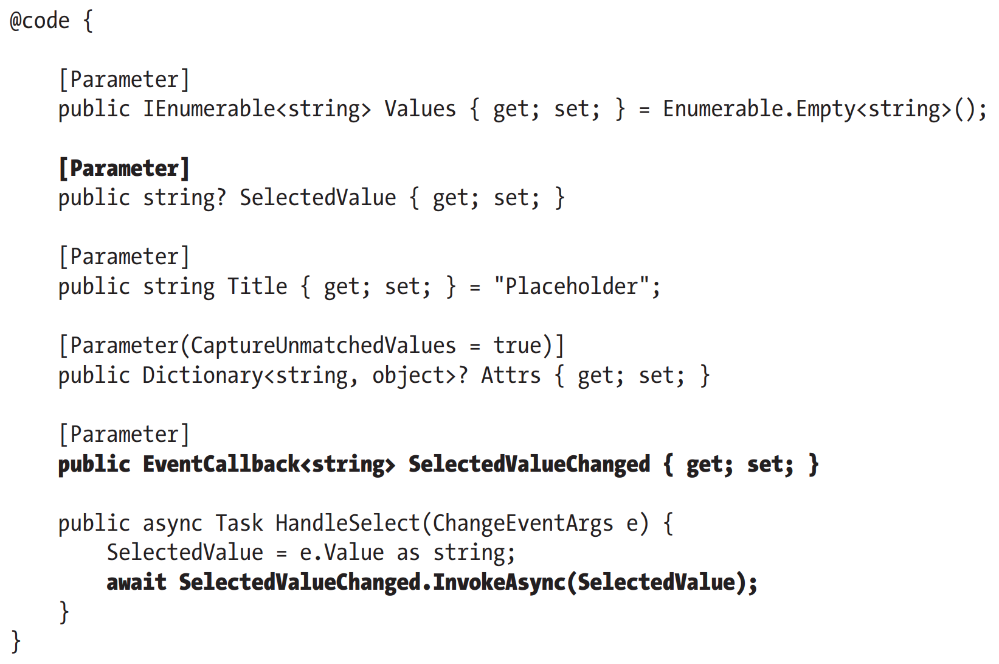 @code {
    [Parameter]
    public IEnumerable<string> Values { get; set; } = Enumerable.Empty<string>();
    [Parameter]
    public string? SelectedValue { get; set; }
    [Parameter]
    public string Title { get; set; } = "Placeholder";
    [Parameter(CaptureUnmatchedValues = true)]
    public Dictionary<string, object>? Attrs { get; set; }
    [Parameter]
    public EventCallback<string> SelectedValueChanged { get; set; }
    public async Task HandleSelect(ChangeEventArgs e) {
        SelectedValue = e.Value as string;
        await SelectedValueChanged.InvokeAsync(SelectedValue);
    }
}